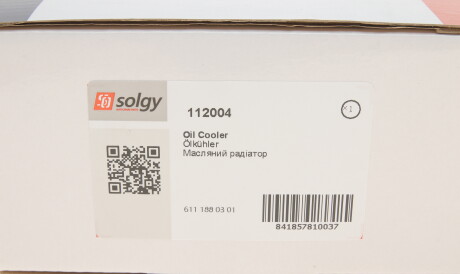 solgy
112004
1
Oil Cooler
Ölkühler
Масляний радіатор
611 188 03 01
841857810037